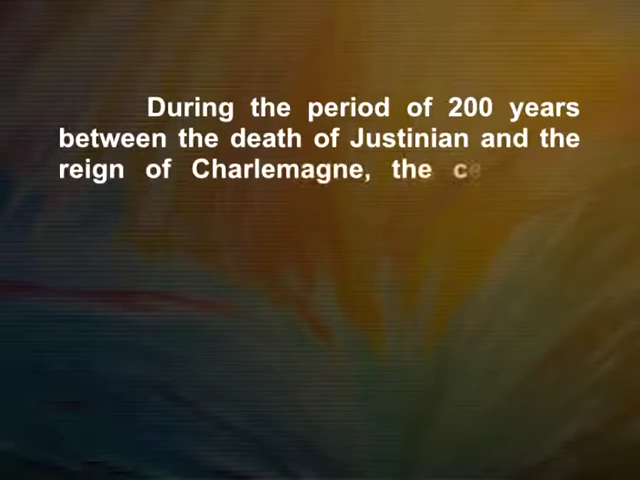 During the period of 200 years
between the death of Justinian and the
reign of Charlemagne, the